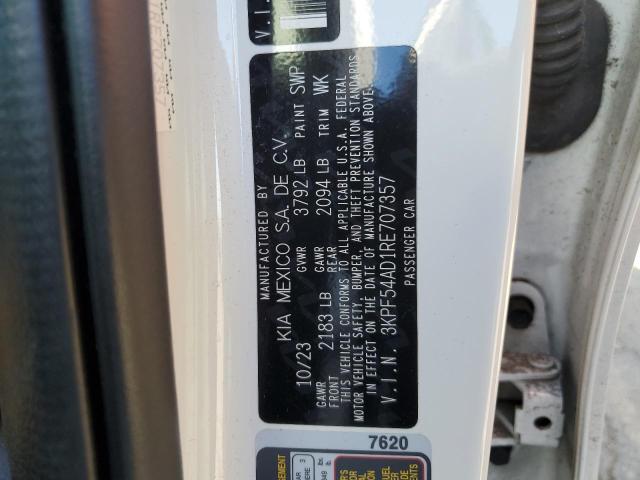 MANUFACTURED BY
KIA MEXICO S.A. DE C.V.
10/23 GVWR 3792 LB PAINT SWP
GAWR FRONT 2183 LB GAWR REAR 2094 LB TRIM WK
THIS VEHICLE CONFORMS TO ALL APPLICABLE U.S.A. FEDERAL
MOTOR VEHICLE SAFETY, BUMPER, AND THEFT PREVENTION STANDARDS
IN EFFECT ON THE DATE OF MANUFACTURE SHOWN ABOVE.
V.I.N. 3KPF54AD1RE707357
PASSENGER CAR
V.I.
7620